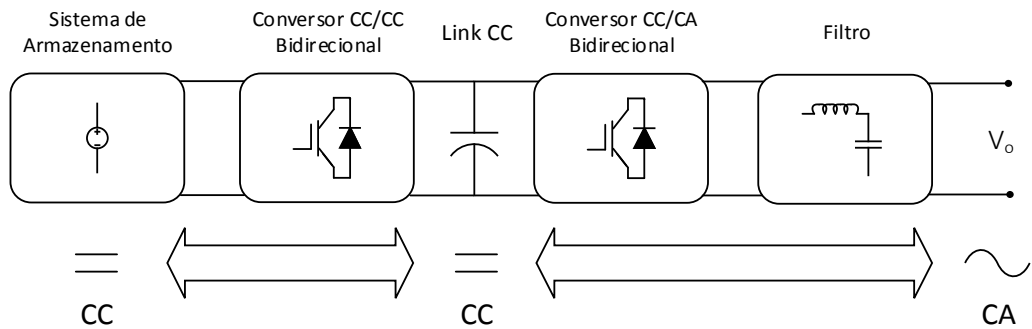 Sistema de
Armazenamento
Conversor CC/CC
Bidirecional
Link CC
Conversor CC/CA
Bidirecional
Filtro
Vo
CC
CC
CA